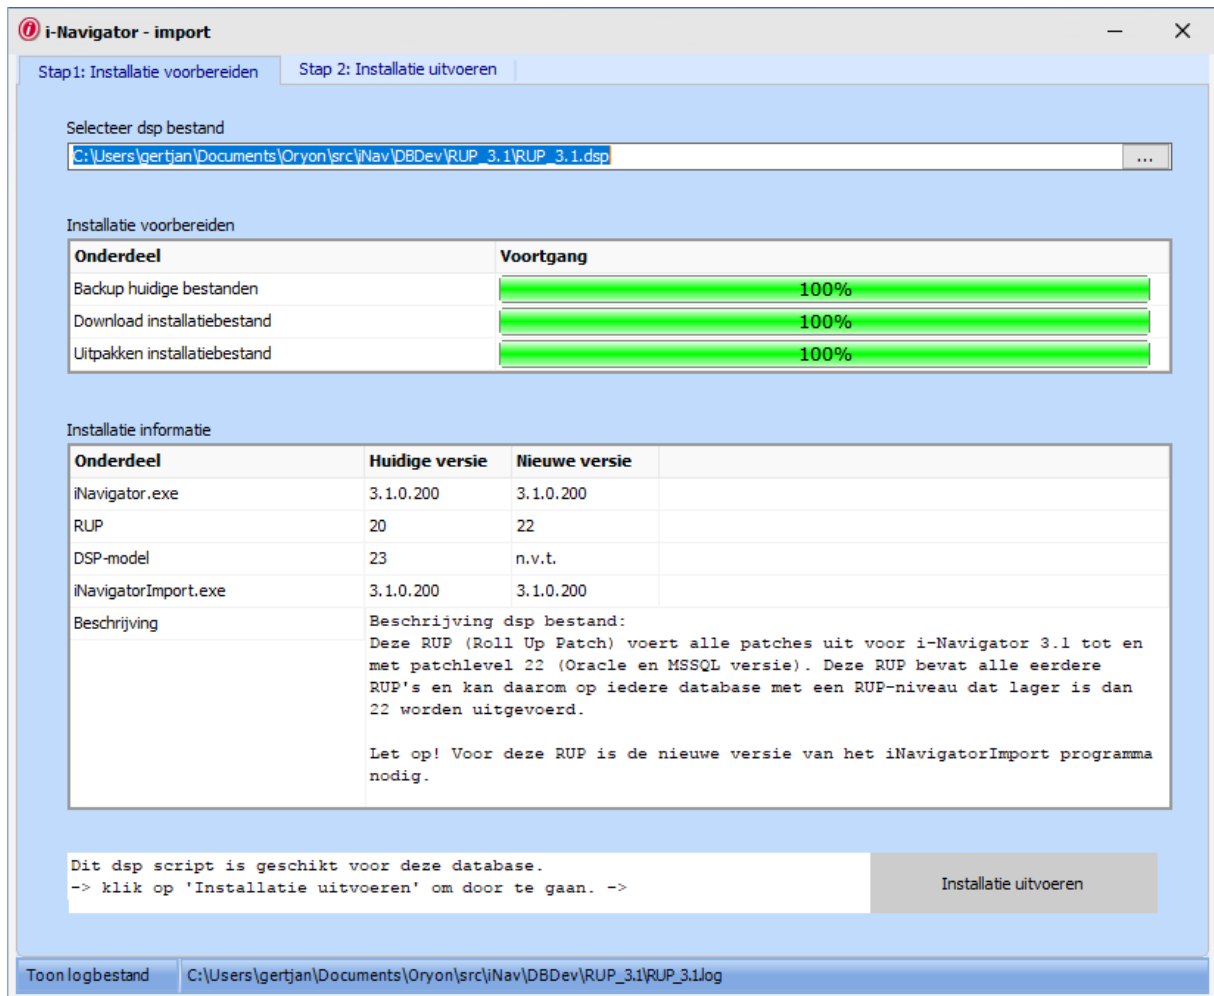 i-Navigator - import
Stap1: Installatie voorbereiden
Stap 2: Installatie uitvoeren
Selecteer dsp bestand
C:\Users\gertjan\Documents\Oryon\src\iNav\DBDev\RUP_3.1\RUP_3.1.dsp
...
Installatie voorbereiden
Onderdeel Voortgang
Backup huidige bestanden 100%
Download installatiebestand 100%
Uitpakken installatiebestand 100%
Installatie informatie
Onderdeel Huidige versie Nieuwe versie
iNavigator.exe 3.1.0.200 3.1.0.200
RUP 20 22
DSP-model 23 n.v.t.
iNavigatorImport.exe 3.1.0.200 3.1.0.200
Beschrijving Beschrijving dsp bestand:
Deze RUP (Roll Up Patch) voert alle patches uit voor i-Navigator 3.1 tot en
met patchlevel 22 (Oracle en MSSQL versie). Deze RUP bevat alle eerdere
RUP's en kan daarom op iedere database met een RUP-niveau dat lager is dan
22 worden uitgevoerd.
Let op! Voor deze RUP is de nieuwe versie van het iNavigatorImport programma
nodig.
Dit dsp script is geschikt voor deze database.
-> klik op 'Installatie uitvoeren' om door te gaan. ->
Installatie uitvoeren
Toon logbestand C:\Users\gertjan\Documents\Oryon\src\iNav\DBDev\RUP_3.1\RUP_3.1.log